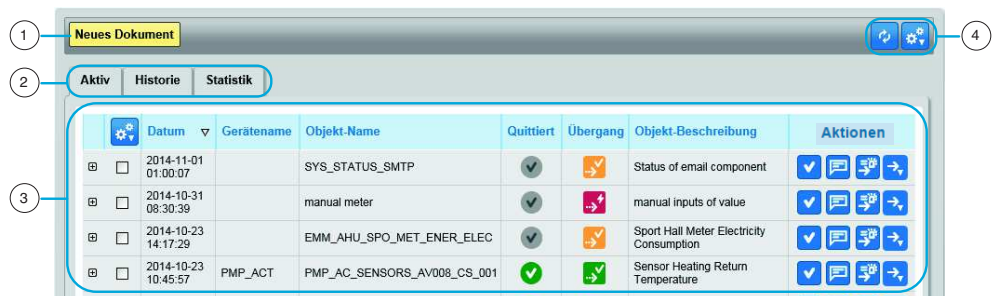 1
Neues Dokument
4
2
Aktiv Historie Statistik
Datum Gerätename Objekt-Name Quittiert Übergang Objekt-Beschreibung Aktionen
3
2014-11-01
01:00:07
SYS_STATUS_SMTP
Status of email component
2014-10-31
08:30:39
manual meter
manual inputs of value
2014-10-23
14:17:29
EMM_AHU_SPO_MET_ENER_ELEC
Sport Hall Meter Electricity
Consumption
2014-10-23
10:45:57
PMP_ACT
PMP_AC_SENSORS_AV008_CS_001
Sensor Heating Return
Temperature